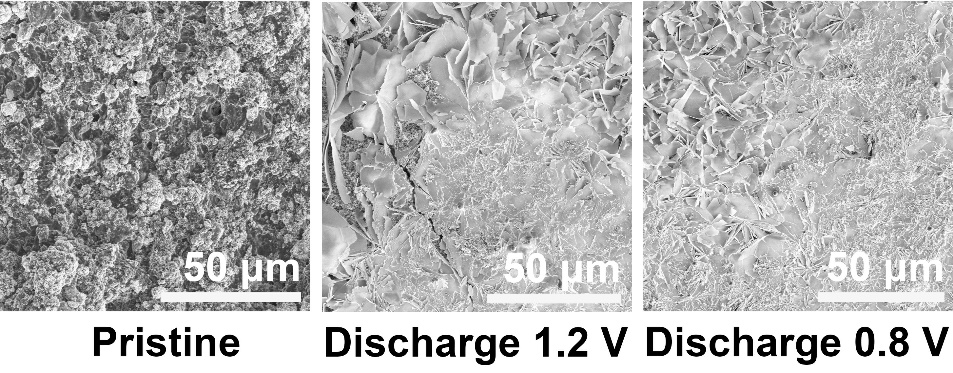 50 μm
50 μm
50 μm
Pristine
Discharge 1.2 V
Discharge 0.8 V